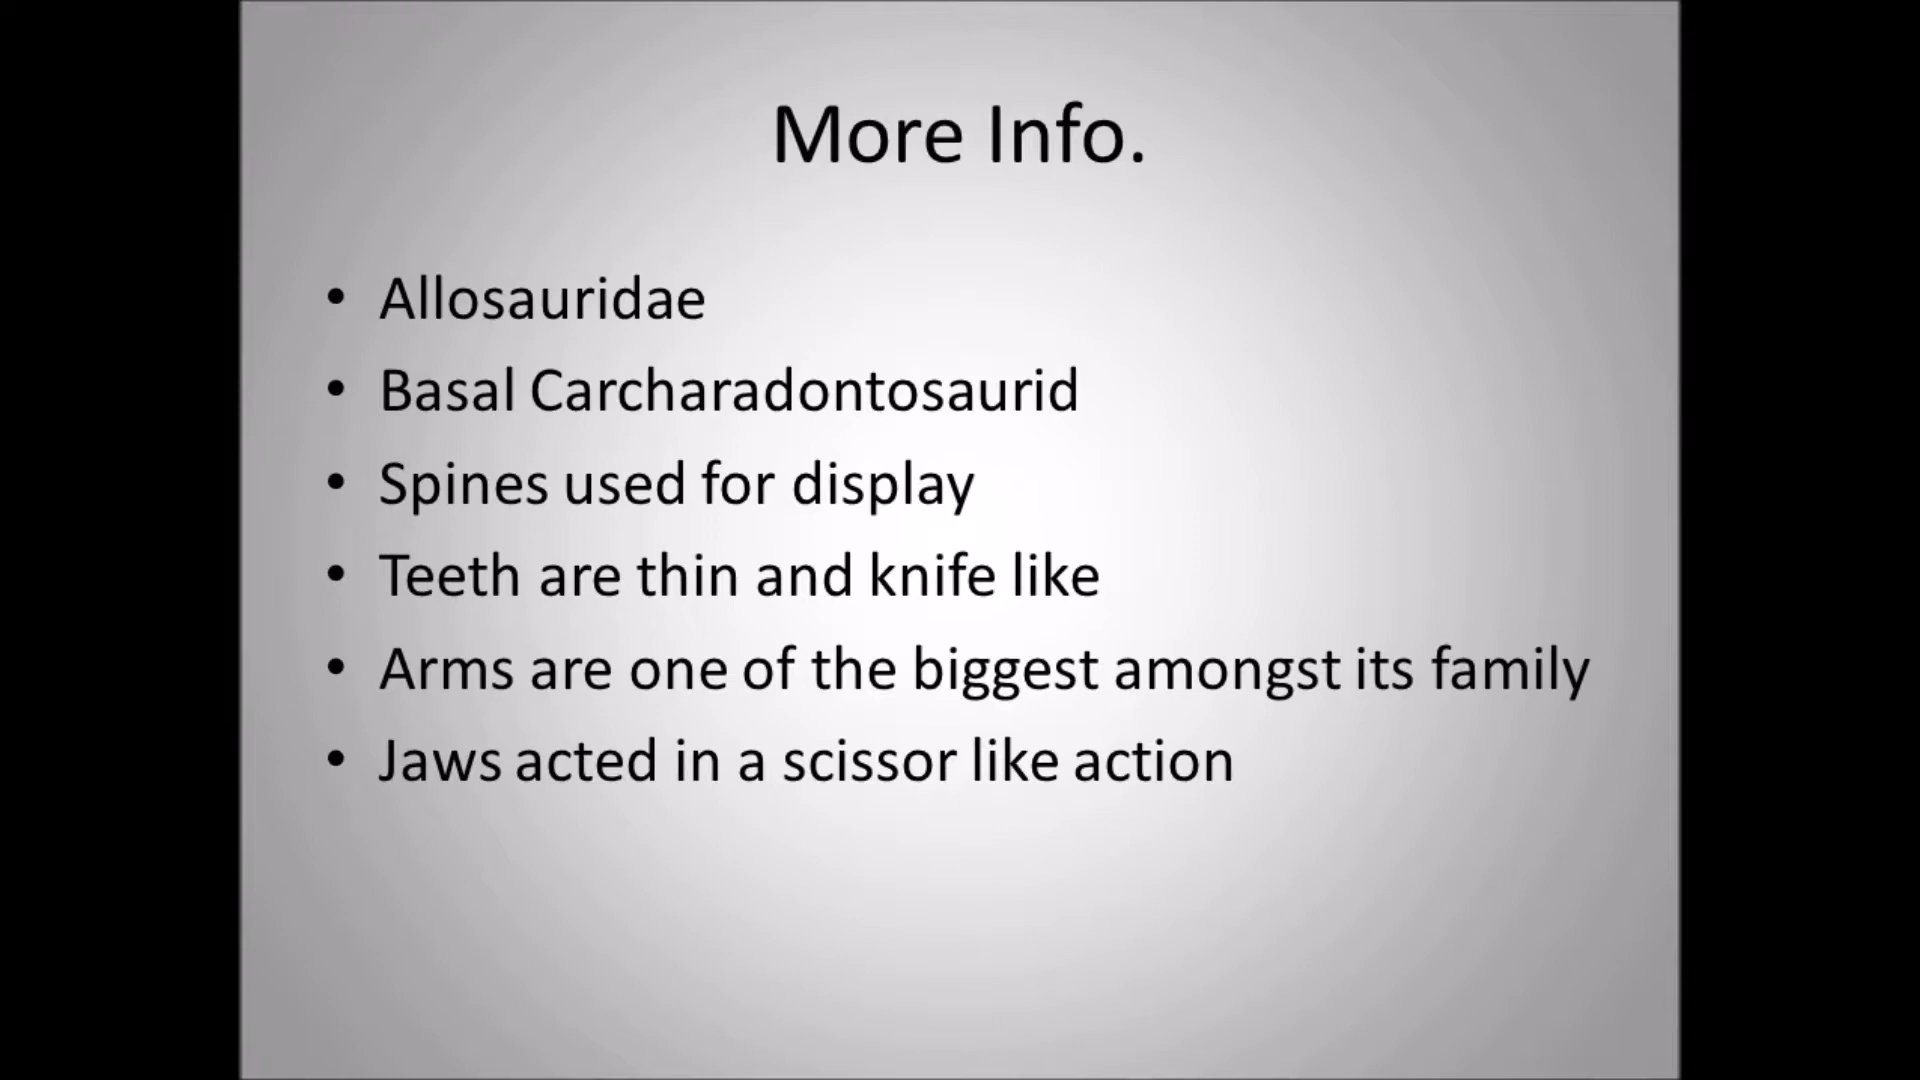 More Info.
• Allosauridae
• Basal Carcharadontosaurid
• Spines used for display
• Teeth are thin and knife like
• Arms are one of the biggest amongst its family
• Jaws acted in a scissor like action